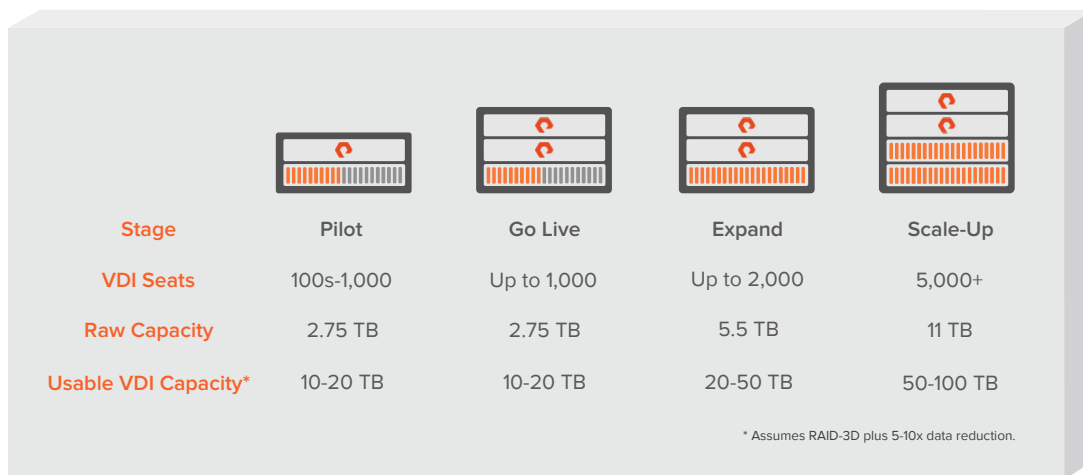 Stage Pilot Go Live Expand Scale-Up
VDI Seats 100s-1,000 Up to 1,000 Up to 2,000 5,000+
Raw Capacity 2.75 TB 2.75 TB 5.5 TB 11 TB
Usable VDI Capacity* 10-20 TB 10-20 TB 20-50 TB 50-100 TB
* Assumes RAID-3D plus 5-10x data reduction.